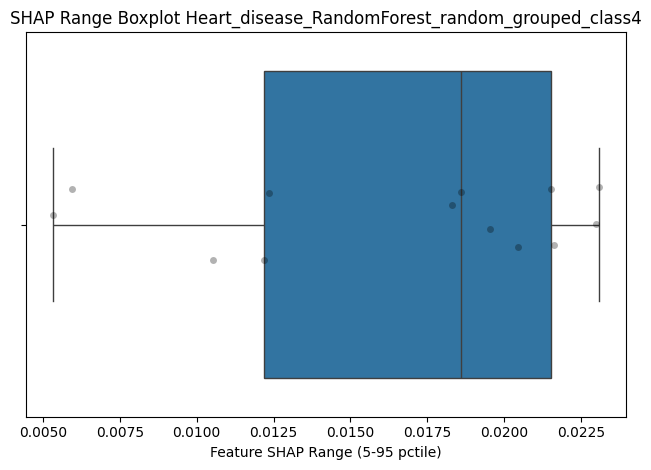 SHAP Range Boxplot Heart_disease_RandomForest_random_grouped_class4
0.0050 0.0075 0.0100 0.0125 0.0150 0.0175 0.0200 0.0225
Feature SHAP Range (5-95 pctile)